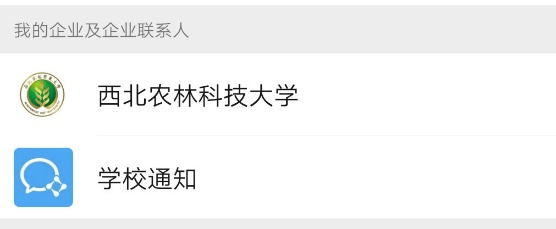 我的企业及企业联系人
西北农林科技大学
学校通知